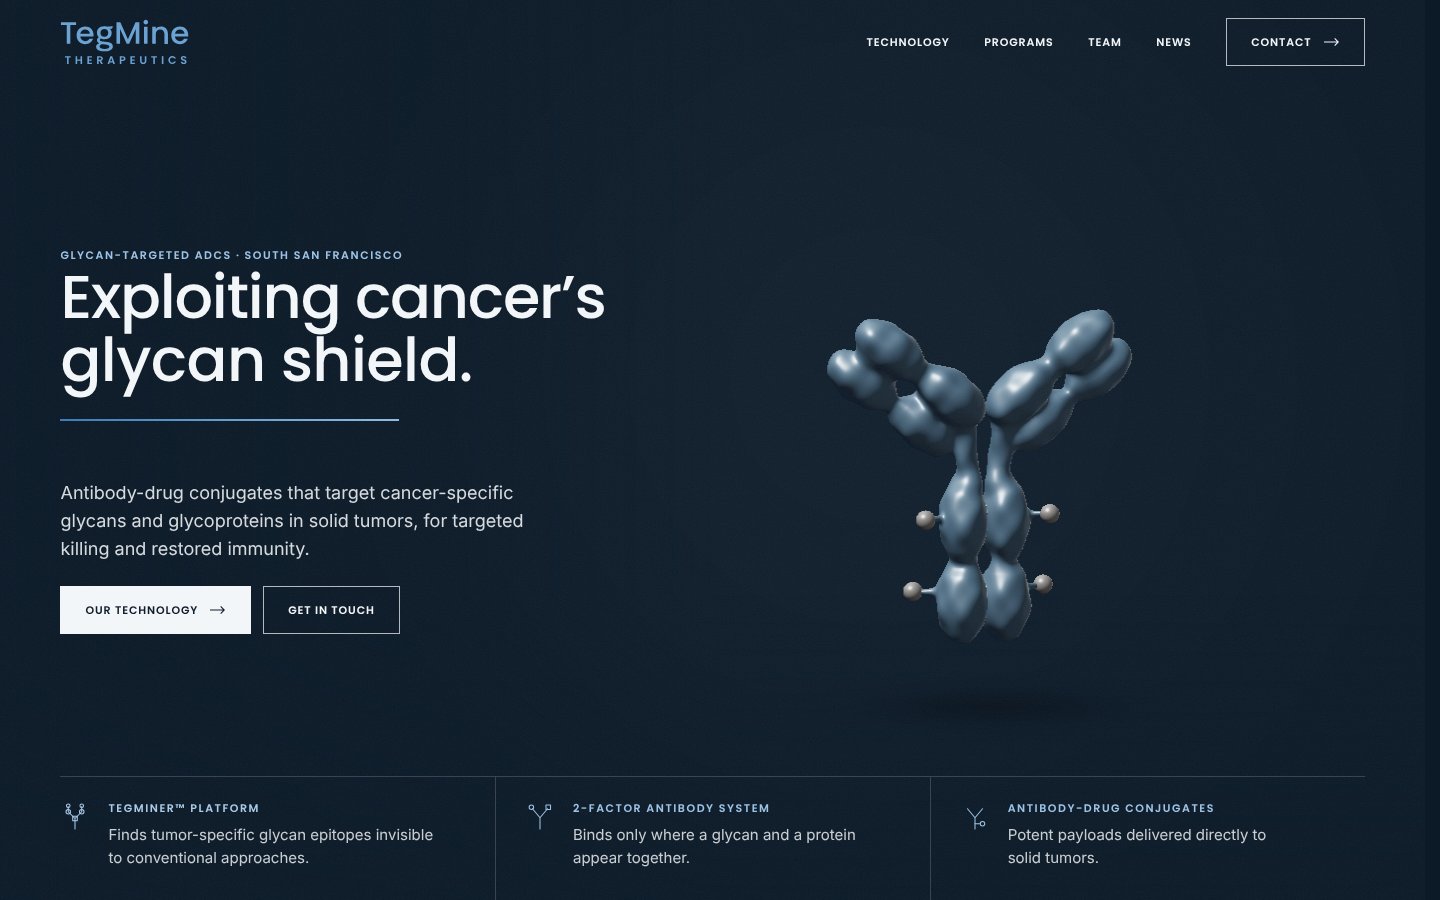 TegMine
THERAPEUTICS
TECHNOLOGY
PROGRAMS
TEAM
NEWS
CONTACT
GLYCAN-TARGETED ADCS · SOUTH SAN FRANCISCO
Exploiting cancer’s
glycan shield.
Antibody-drug conjugates that target cancer-specific
glycans and glycoproteins in solid tumors, for targeted
killing and restored immunity.
OUR TECHNOLOGY
GET IN TOUCH
TEGMINER™ PLATFORM
Finds tumor-specific glycan epitopes invisible
to conventional approaches.
2-FACTOR ANTIBODY SYSTEM
Binds only where a glycan and a protein
appear together.
ANTIBODY-DRUG CONJUGATES
Potent payloads delivered directly to
solid tumors.